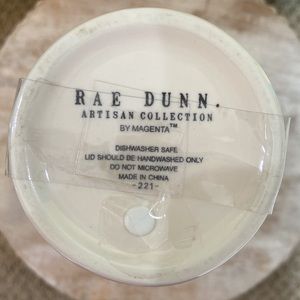 RAE DUNN.
ARTISAN COLLECTION
BY MAGENTA™
DISHWASHER SAFE
LID SHOULD BE HANDWASHED ONLY
DO NOT MICROWAVE
MADE IN CHINA
-221-